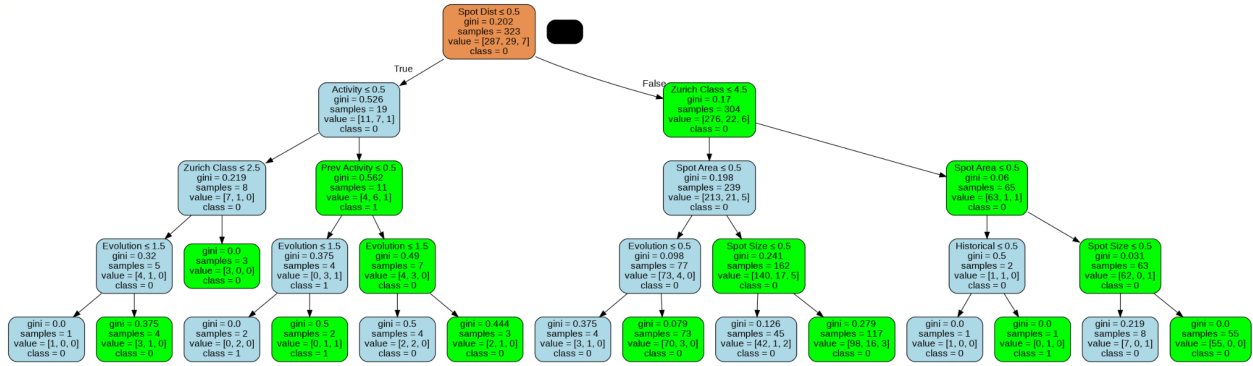 Spot Dist ≤ 0.5
gini = 0.202
samples = 323
value = [287, 29, 7]
class = 0
True
False
Activity ≤ 0.5
gini = 0.526
samples = 19
value = [11, 7, 1]
class = 0
Zurich Class ≤ 4.5
gini = 0.17
samples = 304
value = [276, 22, 6]
class = 0
Zurich Class ≤ 2.5
gini = 0.219
samples = 8
value = [7, 1, 0]
class = 0
Prev Activity ≤ 0.5
gini = 0.562
samples = 11
value = [4, 6, 1]
class = 1
Spot Area ≤ 0.5
gini = 0.198
samples = 239
value = [213, 21, 5]
class = 0
Spot Area ≤ 0.5
gini = 0.06
samples = 65
value = [63, 1, 1]
class = 0
Evolution ≤ 1.5
gini = 0.32
samples = 5
value = [4, 1, 0]
class = 0
gini = 0.0
samples = 3
value = [3, 0, 0]
class = 0
Evolution ≤ 1.5
gini = 0.375
samples = 4
value = [0, 3, 1]
class = 1
Evolution ≤ 1.5
gini = 0.49
samples = 7
value = [4, 3, 0]
class = 0
Evolution ≤ 0.5
gini = 0.098
samples = 77
value = [73, 4, 0]
class = 0
Spot Size ≤ 0.5
gini = 0.241
samples = 162
value = [140, 17, 5]
class = 0
Historical ≤ 0.5
gini = 0.5
samples = 2
value = [1, 1, 0]
class = 0
Spot Size ≤ 0.5
gini = 0.031
samples = 63
value = [62, 0, 1]
class = 0
gini = 0.0
samples = 1
value = [1, 0, 0]
class = 0
gini = 0.375
samples = 4
value = [3, 1, 0]
class = 0
gini = 0.0
samples = 2
value = [0, 2, 0]
class = 1
gini = 0.5
samples = 2
value = [0, 1, 1]
class = 1
gini = 0.5
samples = 4
value = [2, 2, 0]
class = 0
gini = 0.444
samples = 3
value = [2, 1, 0]
class = 0
gini = 0.375
samples = 4
value = [3, 1, 0]
class = 0
gini = 0.079
samples = 73
value = [70, 3, 0]
class = 0
gini = 0.126
samples = 45
value = [42, 1, 2]
class = 0
gini = 0.279
samples = 117
value = [98, 16, 3]
class = 0
gini = 0.0
samples = 1
value = [1, 0, 0]
class = 0
gini = 0.0
samples = 1
value = [0, 1, 0]
class = 1
gini = 0.219
samples = 8
value = [7, 0, 1]
class = 0
gini = 0.0
samples = 55
value = [55, 0, 0]
class = 0